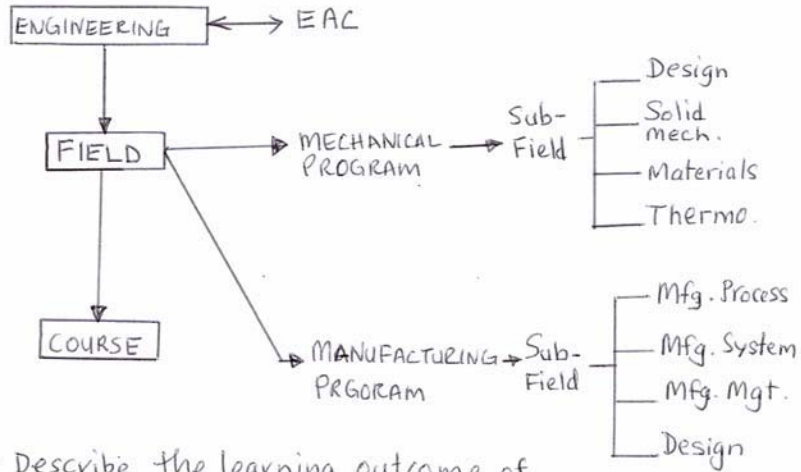 ENGINEERING
EAC
FIELD
MECHANICAL
PROGRAM
Sub-
Field
Design
Solid
mech.
Materials
Thermo.
COURSE
MANUFACTURING
PRGORAM
Sub-
Field
Mfg. Process
Mfg. System
Mfg. Mgt.
Design
Describe the learning outcome of